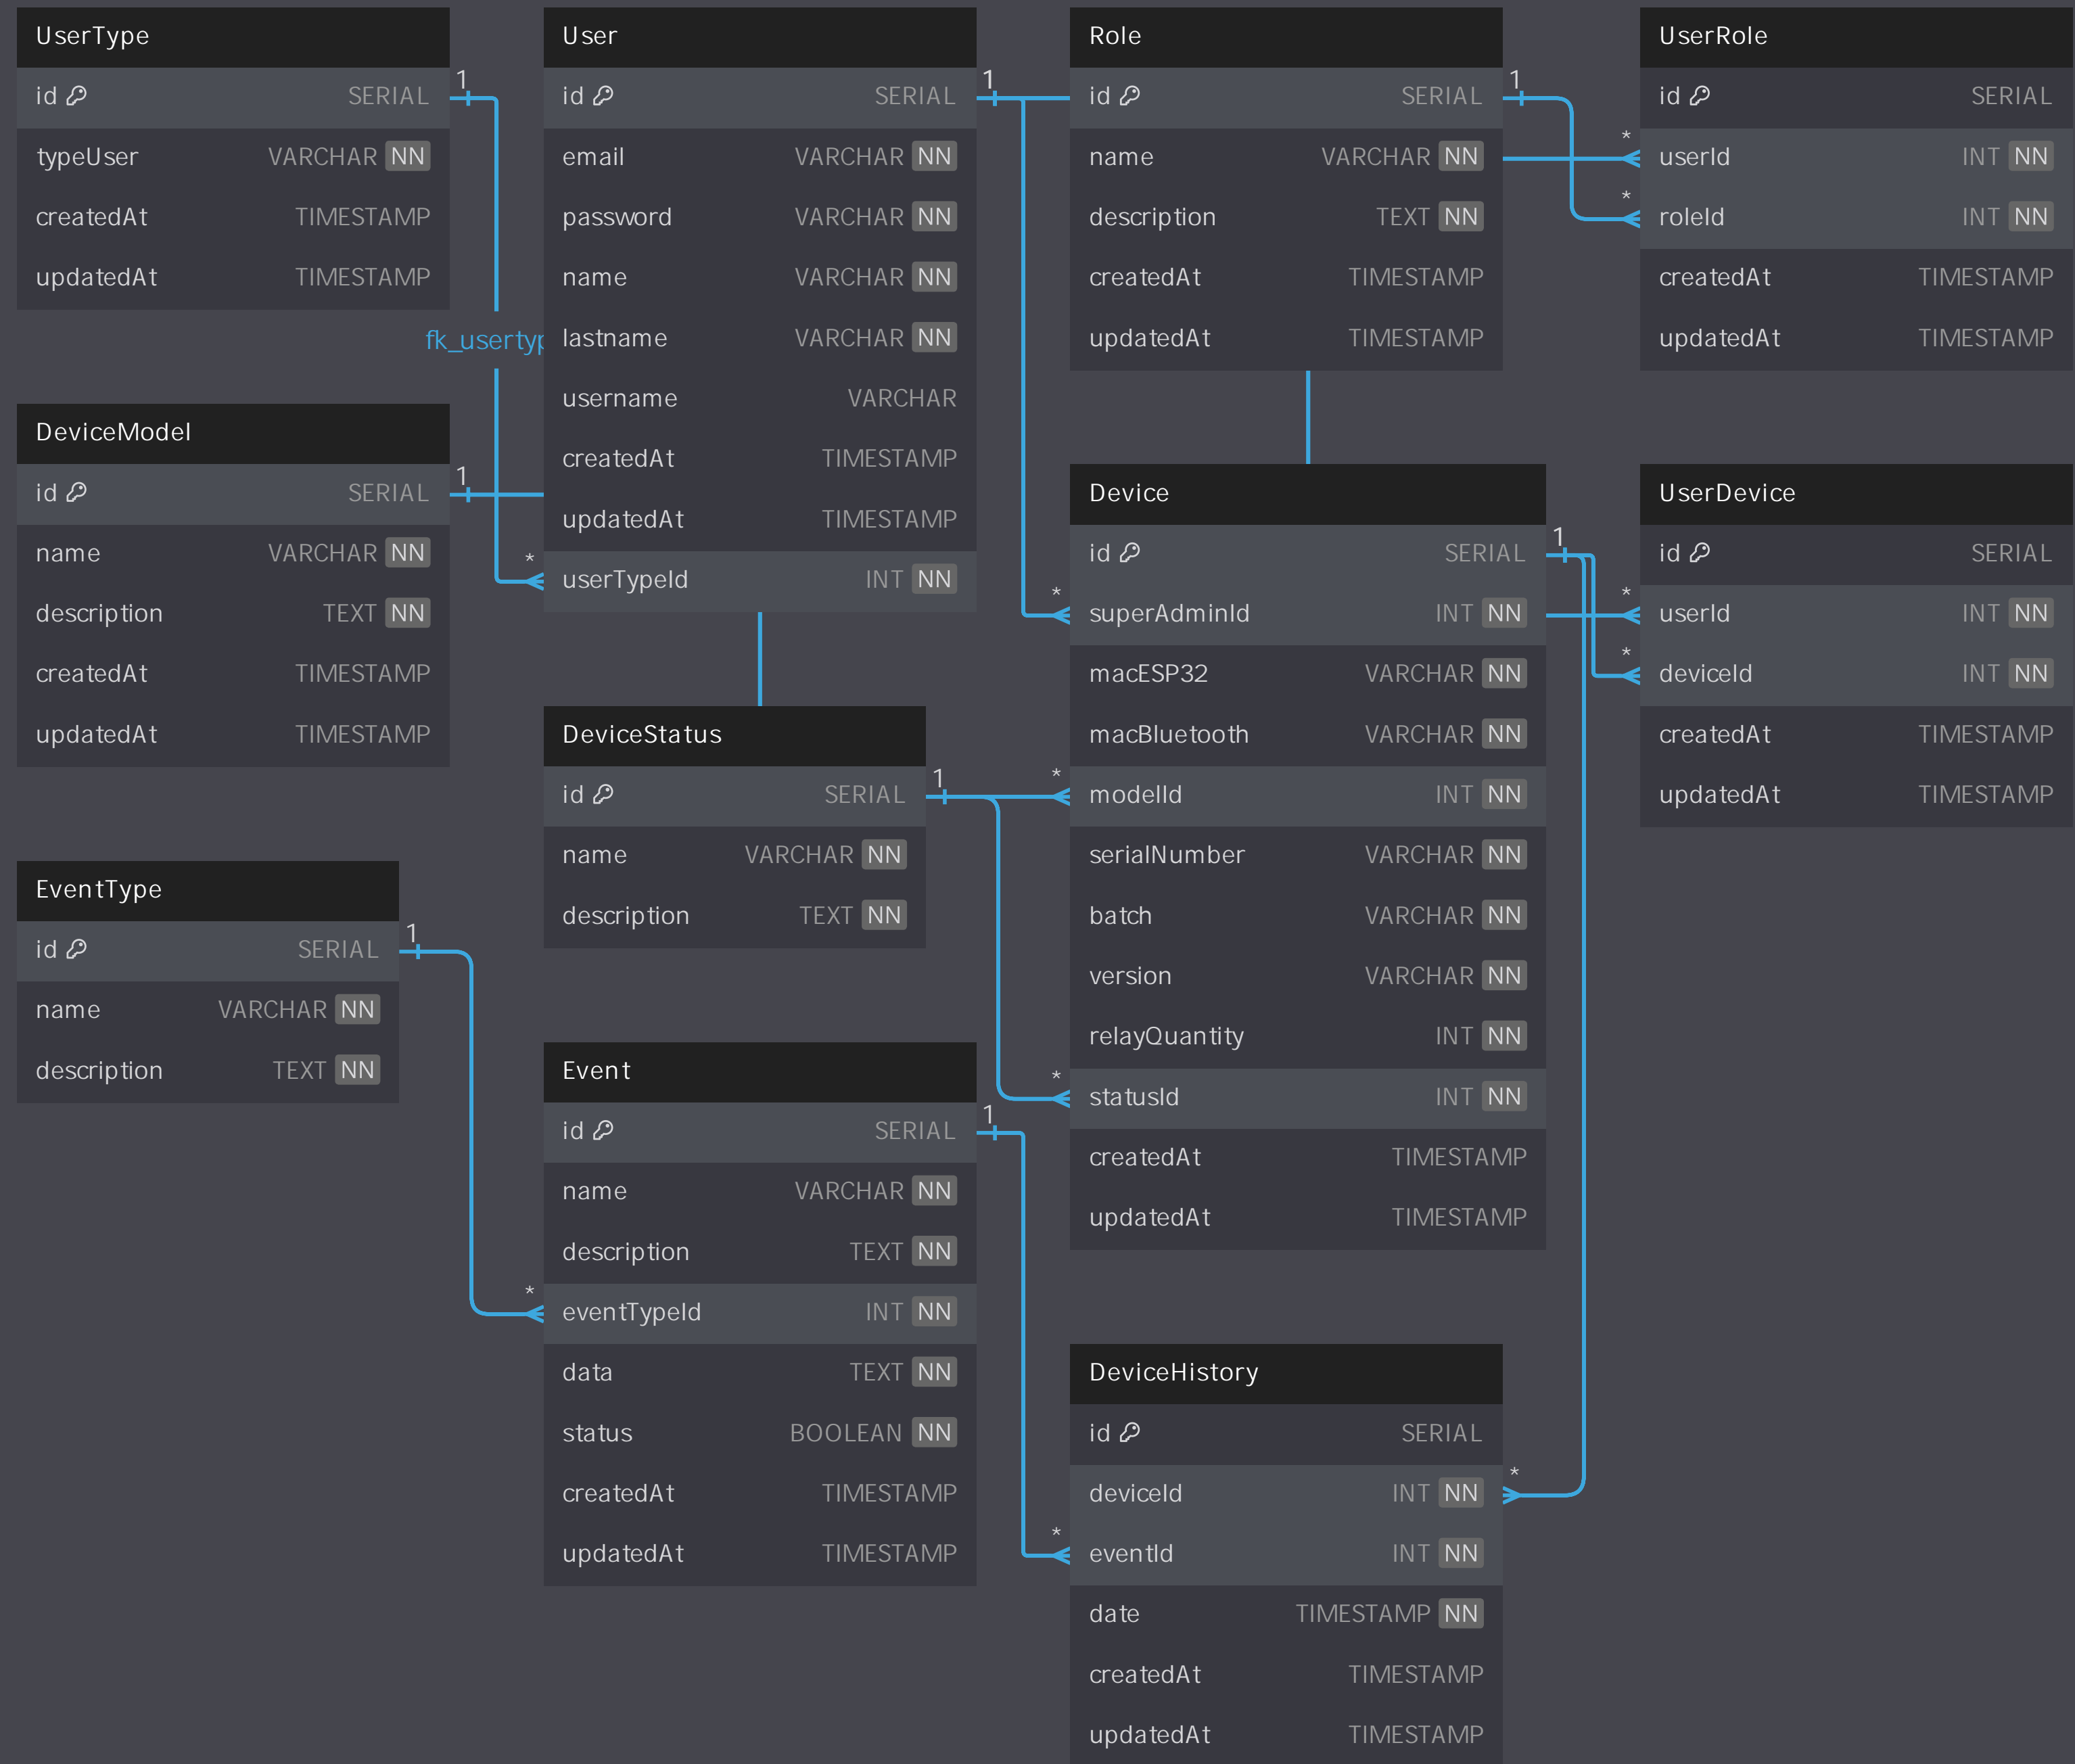 UserType
id SERIAL
typeUser VARCHAR NN
createdAt TIMESTAMP
updatedAt TIMESTAMP
1
fk_usertyp
User
id SERIAL
email VARCHAR NN
password VARCHAR NN
name VARCHAR NN
lastname VARCHAR NN
username VARCHAR
createdAt TIMESTAMP
updatedAt TIMESTAMP
* userTypeId INT NN
1
Role
id SERIAL
name VARCHAR NN
description TEXT NN
createdAt TIMESTAMP
updatedAt TIMESTAMP
1
UserRole
id SERIAL
* userId INT NN
* roleId INT NN
createdAt TIMESTAMP
updatedAt TIMESTAMP
DeviceModel
id SERIAL
name VARCHAR NN
description TEXT NN
createdAt TIMESTAMP
updatedAt TIMESTAMP
1
Device
id SERIAL
* superAdminId INT NN
macESP32 VARCHAR NN
macBluetooth VARCHAR NN
* modelId INT NN
serialNumber VARCHAR NN
batch VARCHAR NN
version VARCHAR NN
relayQuantity INT NN
* statusId INT NN
createdAt TIMESTAMP
updatedAt TIMESTAMP
1
UserDevice
id SERIAL
* userId INT NN
* deviceId INT NN
createdAt TIMESTAMP
updatedAt TIMESTAMP
DeviceStatus
id SERIAL
name VARCHAR NN
description TEXT NN
1
EventType
id SERIAL
name VARCHAR NN
description TEXT NN
1
Event
id SERIAL
name VARCHAR NN
description TEXT NN
* eventTypeId INT NN
data TEXT NN
status BOOLEAN NN
createdAt TIMESTAMP
updatedAt TIMESTAMP
1
DeviceHistory
id SERIAL
deviceId INT NN *
* eventId INT NN
date TIMESTAMP NN
createdAt TIMESTAMP
updatedAt TIMESTAMP